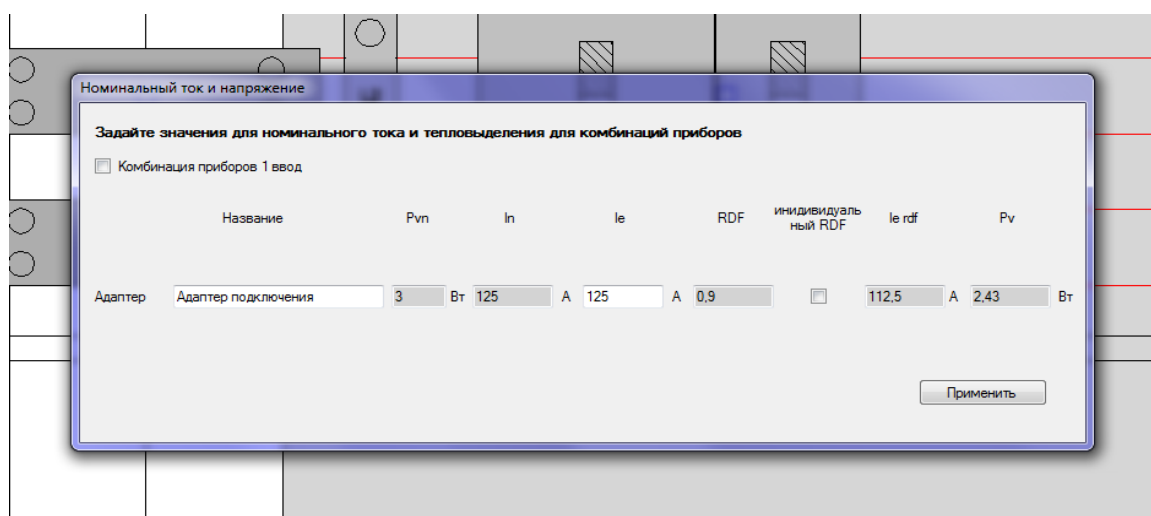 Номинальный ток и напряжение
Задайте значения для номинального тока и тепловыделения для комбинаций приборов
Комбинация приборов 1 ввод
Название Pvn In Ie RDF инидивидуаль Ie rdf Pv
ный RDF
Адаптер Адаптер подключения 3 Вт 125 А 125 А 0,9 112,5 А 2,43 Вт
Применить